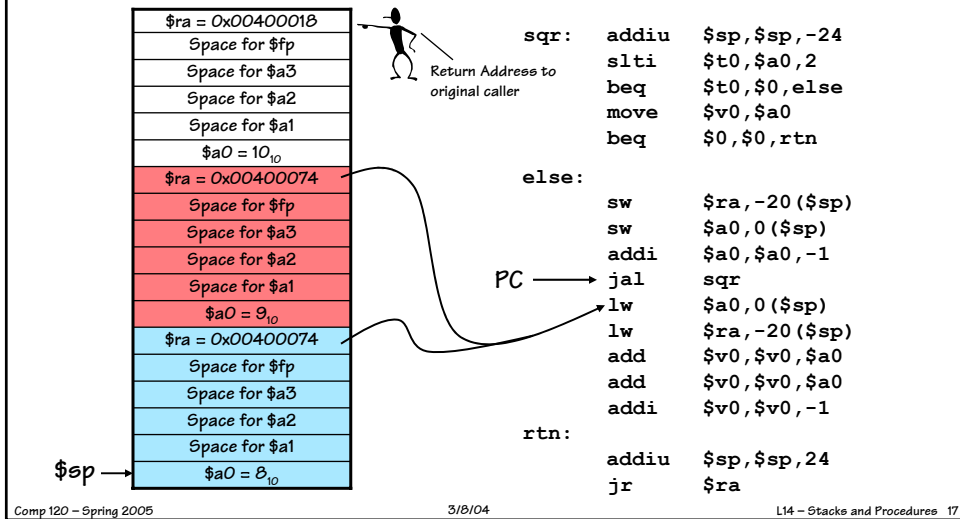 $ra = 0x00400018
Space for $fp
Space for $a3
Space for $a2
Space for $a1
$a0 = 10₁₀
$ra = 0x00400074
Space for $fp
Space for $a3
Space for $a2
Space for $a1
$a0 = 9₁₀
$ra = 0x00400074
Space for $fp
Space for $a3
Space for $a2
Space for $a1
$sp
$a0 = 8₁₀
Return Address to
original caller
sqr: addiu $sp,$sp,-24
slti $t0,$a0,2
beq $t0,$0,else
move $v0,$a0
beq $0,$0,rtn
else:
sw $ra,-20($sp)
sw $a0,0($sp)
addi $a0,$a0,-1
PC jal sqr
lw $a0,0($sp)
lw $ra,-20($sp)
add $v0,$v0,$a0
add $v0,$v0,$a0
addi $v0,$v0,-1
rtn:
addiu $sp,$sp,24
jr $ra
Comp 120 – Spring 2005 3/8/04 L14 – Stacks and Procedures 17